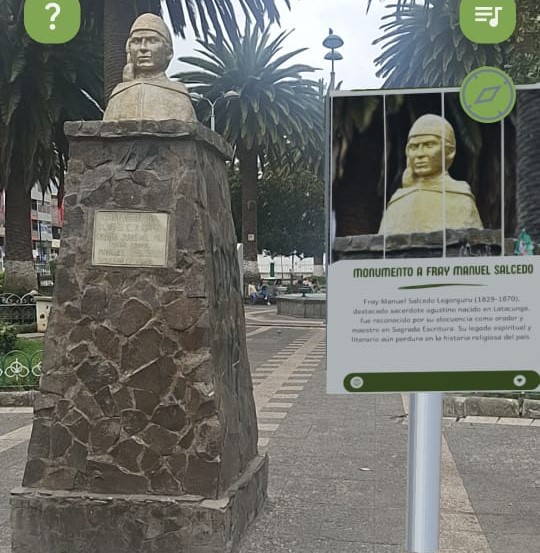 ?
MONUMENTO A FRAY MANUEL SALCEDO
Fray Manuel Salcedo Legorguru (1829-1870),
destacado sacerdote agustino nacido en Latacunga,
fue reconocido por su elocuencia como orador y
maestro en Sagrada Escritura. Su legado espiritual y
literario aún perdura en la historia religiosa del país